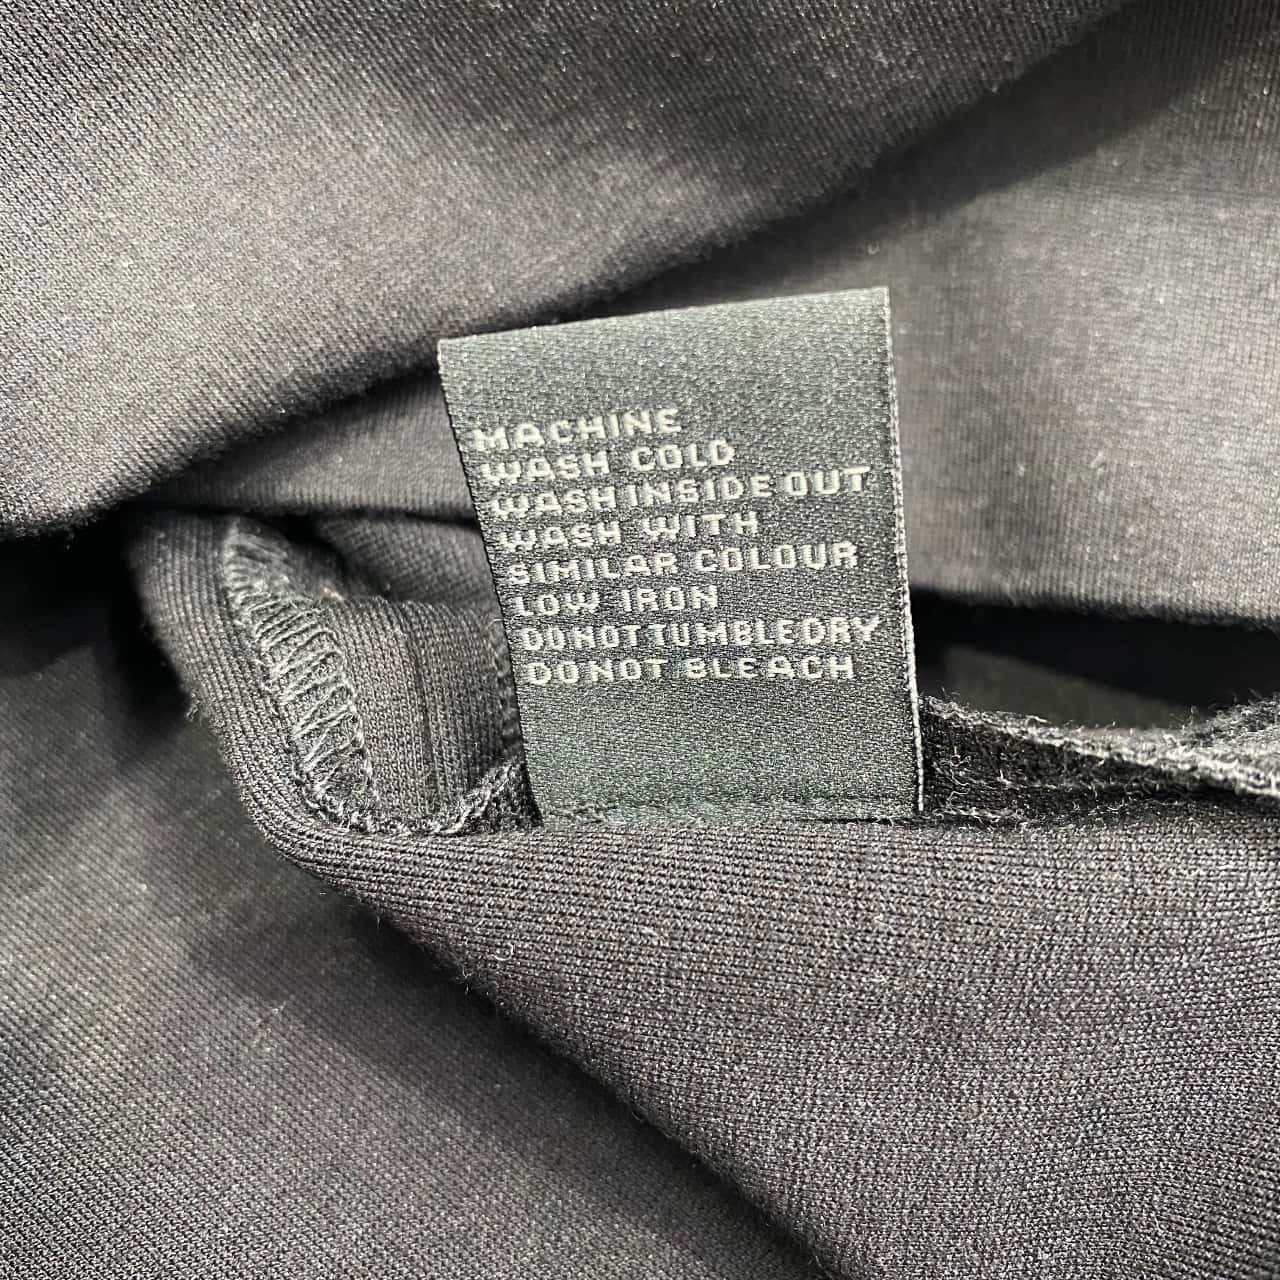 MACHINE
WASH COLD
WASH INSIDE OUT
WASH WITH
SIMILAR COLOUR
LOW IRON
DO NOT TUMBLE DRY
DO NOT BLEACH